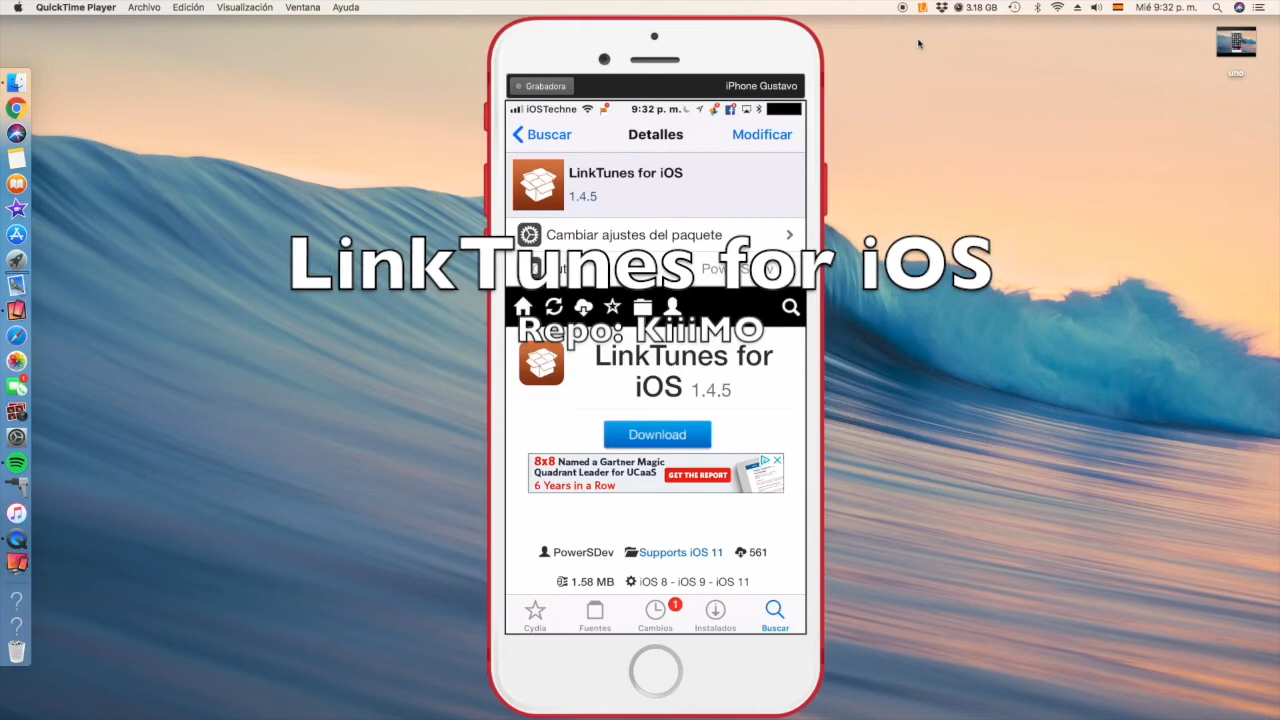 QuickTime Player Archivo Edición Visualización Ventana Ayuda
3.18 GB Mié 9:32 p. m.
uno
Grabadora iPhone Gustavo
iOSTechne 9:32 p. m.
Buscar Detalles Modificar
LinkTunes for iOS
1.4.5
Cambiar ajustes del paquete
LinkTunes for iOS
Repo: KiiiMO
LinkTunes for
iOS 1.4.5
Download
8x8 Named a Gartner Magic
Quadrant Leader for UCaaS
6 Years in a Row
GET THE REPORT
PowerSDev Supports iOS 11 561
1.58 MB iOS 8 - iOS 9 - iOS 11
1
Cydia Fuentes Cambios Instalados Buscar